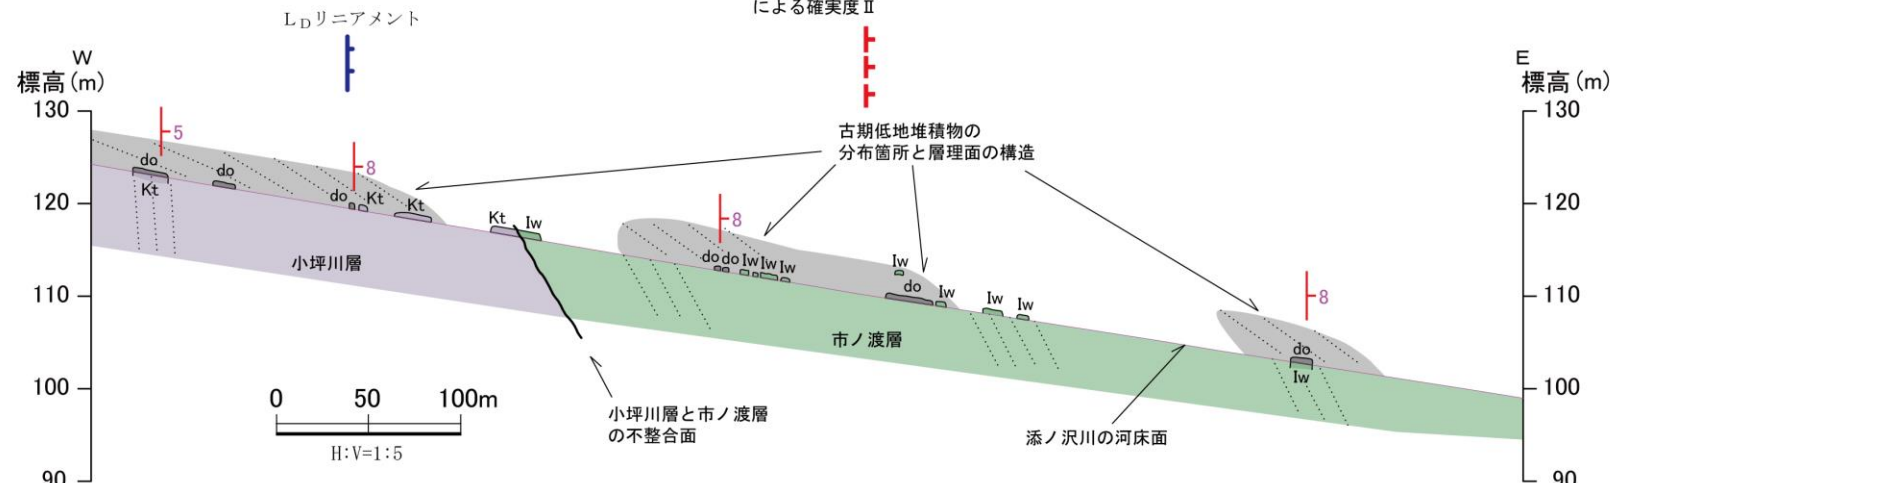 による確実度Ⅱ
LDリニアメント
W
標高(m)
E
標高(m)
130
130
5
8
古期低地堆積物の
分布箇所と層理面の構造
do
Kt
do
do
Kt
Kt
120
120
Kt
Iw
8
小坪川層
do
do
Iw
Iw
Iw
Iw
do
Iw
Iw
Iw
110
110
8
市ノ渡層
do
Iw
100
100
0 50 100m
H:V=1:5
小坪川層と市ノ渡層
の不整合面
添ノ沢川の河床面
90
90